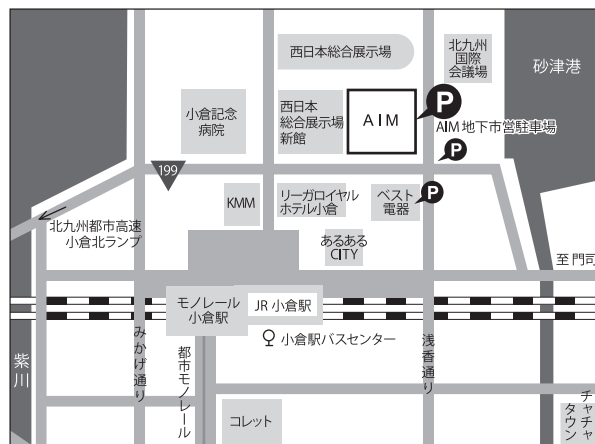 西日本総合展示場
北九州
国際
会議場
砂津港
小倉記念
病院
西日本
総合展示場
新館
AIM
P
AIM 地下市営駐車場
P
199
KMM
リーガロイヤル
ホテル小倉
ベスト
電器
P
北九州都市高速
小倉北ランプ
あるある
CITY
至 門司
モノレール
小倉駅
JR 小倉駅
小倉駅バスセンター
紫川
みかげ通り
都市モノレール
浅香通り
コレット
チャチャ
タウン